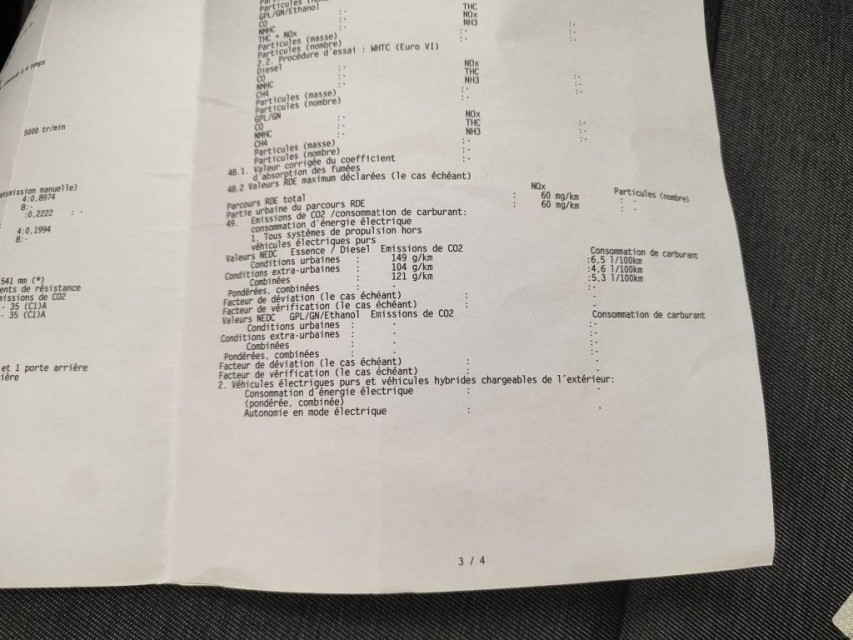 5000 tr/min
ansmission manuelle)
4:0.8974
8:-
:0.2222 : -
4:0.1994
8:-
541 mm (*)
ents de résistance
missions de CO2
- 35 (CI)A
- 35 (CI)A
et 1 porte arrière
ière
GPL/GN/Ethanol THC
CO :- NOx
NMHC :- NH3 :-
THC + NOx :-
Particules (masse) :-
Particules (nombre) :-
2.2. Procédure d'essai : WHTC (Euro VI)
Diesel NOx
CO :- THC :-
NMHC :- NH3 :-
CH4 :-
Particules (masse) :-
Particules (nombre) :-
GPL/GN NOx
CO :- THC :-
NMHC :- NH3 :-
CH4 :-
Particules (masse) :-
Particules (nombre) :-
48.1. Valeur corrigée du coefficient
d'absorption des fumées :-
48.2 Valeurs RDE maximum déclarées (le cas échéant)
NOx Particules (nombre)
Parcours RDE total : 60 mg/km : -
Partie urbaine du parcours RDE : 60 mg/km : -
49. Emissions de CO2 /consommation de carburant:
consommation d'énergie électrique
1. Tous systèmes de propulsion hors
véhicules électriques purs
Valeurs NEDC Essence / Diesel Emissions de CO2 Consommation de carburant
Conditions urbaines : 149 g/km :6,5 l/100km
Conditions extra-urbaines : 104 g/km :4,6 l/100km
Combinées : 121 g/km :5,3 l/100km
Pondérées, combinées : - :-
Facteur de déviation (le cas échéant) : -
Facteur de vérification (le cas échéant) : -
Valeurs NEDC GPL/GN/Ethanol Emissions de CO2 Consommation de carburant
Conditions urbaines : - :-
Conditions extra-urbaines : - :-
Combinées : - :-
Pondérées, combinées : - :-
Facteur de déviation (le cas échéant) : -
Facteur de vérification (le cas échéant) : -
2. Véhicules électriques purs et véhicules hybrides chargeables de l'extérieur:
Consommation d'énergie électrique : -
(pondérée, combinée)
Autonomie en mode électrique : -
3 / 4